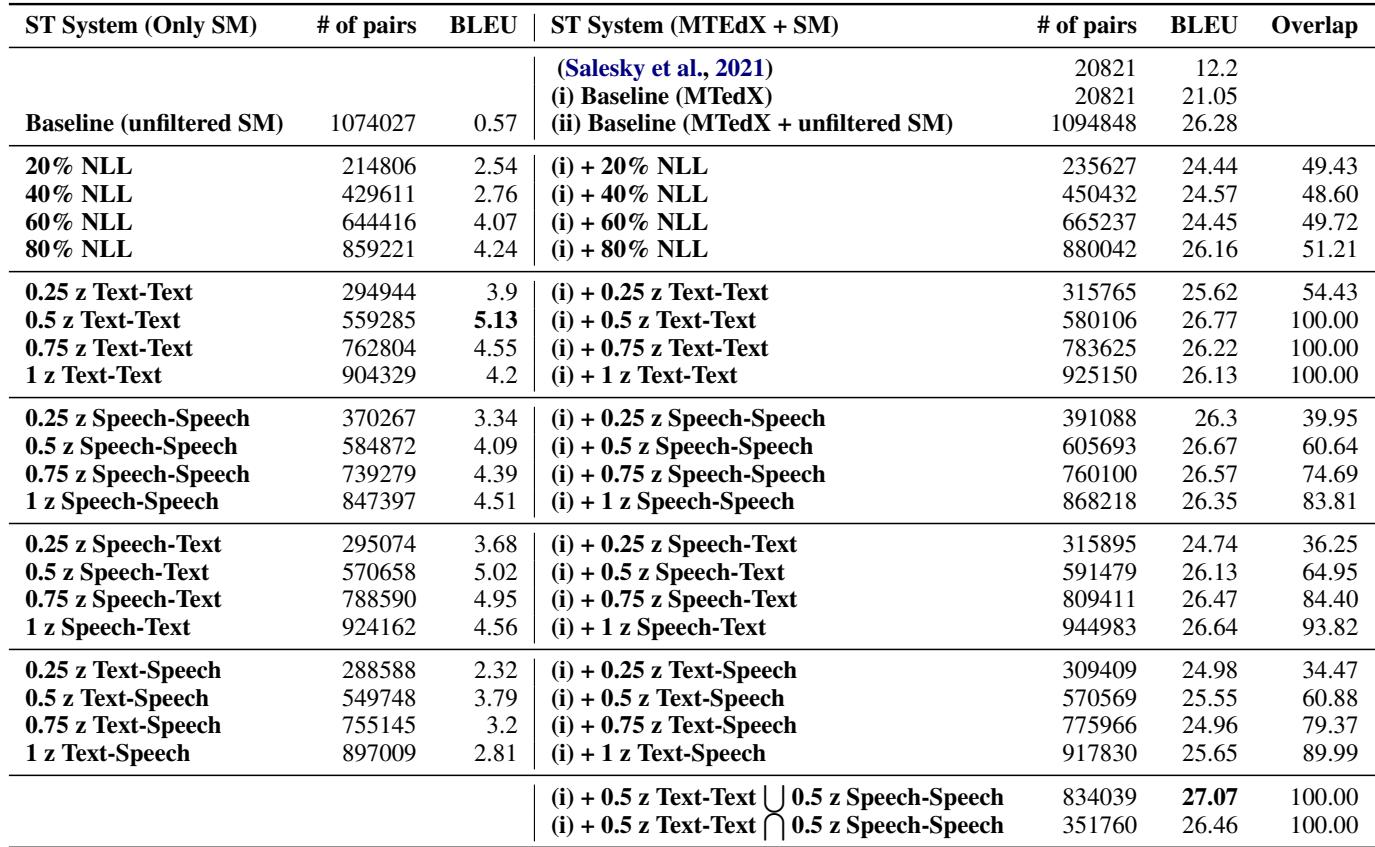 ST System (Only SM) # of pairs BLEU ST System (MTEdX + SM) # of pairs BLEU Overlap
(Salesky et al., 2021) 20821 12.2
(i) Baseline (MTedX) 20821 21.05
Baseline (unfiltered SM) 1074027 0.57 (ii) Baseline (MTedX + unfiltered SM) 1094848 26.28
20% NLL 214806 2.54 (i) + 20% NLL 235627 24.44 49.43
40% NLL 429611 2.76 (i) + 40% NLL 450432 24.57 48.60
60% NLL 644416 4.07 (i) + 60% NLL 665237 24.45 49.72
80% NLL 859221 4.24 (i) + 80% NLL 880042 26.16 51.21
0.25 z Text-Text 294944 3.9 (i) + 0.25 z Text-Text 315765 25.62 54.43
0.5 z Text-Text 559285 5.13 (i) + 0.5 z Text-Text 580106 26.77 100.00
0.75 z Text-Text 762804 4.55 (i) + 0.75 z Text-Text 783625 26.22 100.00
1 z Text-Text 904329 4.2 (i) + 1 z Text-Text 925150 26.13 100.00
0.25 z Speech-Speech 370267 3.34 (i) + 0.25 z Speech-Speech 391088 26.3 39.95
0.5 z Speech-Speech 584872 4.09 (i) + 0.5 z Speech-Speech 605693 26.67 60.64
0.75 z Speech-Speech 739279 4.39 (i) + 0.75 z Speech-Speech 760100 26.57 74.69
1 z Speech-Speech 847397 4.51 (i) + 1 z Speech-Speech 868218 26.35 83.81
0.25 z Speech-Text 295074 3.68 (i) + 0.25 z Speech-Text 315895 24.74 36.25
0.5 z Speech-Text 570658 5.02 (i) + 0.5 z Speech-Text 591479 26.13 64.95
0.75 z Speech-Text 788590 4.95 (i) + 0.75 z Speech-Text 809411 26.47 84.40
1 z Speech-Text 924162 4.56 (i) + 1 z Speech-Text 944983 26.64 93.82
0.25 z Text-Speech 288588 2.32 (i) + 0.25 z Text-Speech 309409 24.98 34.47
0.5 z Text-Speech 549748 3.79 (i) + 0.5 z Text-Speech 570569 25.55 60.88
0.75 z Text-Speech 755145 3.2 (i) + 0.75 z Text-Speech 775966 24.96 79.37
1 z Text-Speech 897009 2.81 (i) + 1 z Text-Speech 917830 25.65 89.99
(i) + 0.5 z Text-Text ⋃ 0.5 z Speech-Speech 834039 27.07 100.00
(i) + 0.5 z Text-Text ⋂ 0.5 z Speech-Speech 351760 26.46 100.00